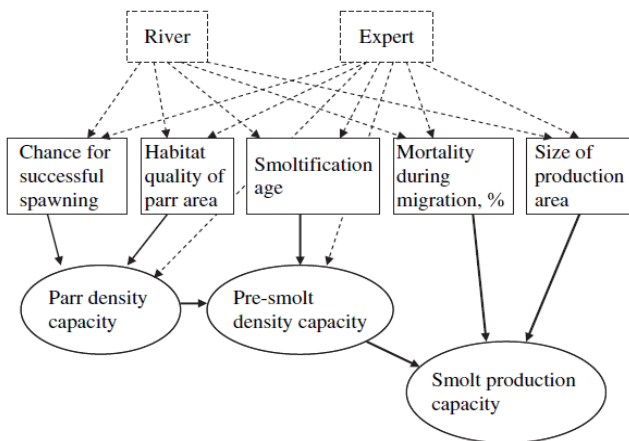 River
Expert
Chance for
successful
spawning
Habitat
quality of
parr area
Smoltification
age
Mortality
during
migration, %
Size of
production
area
Parr density
capacity
Pre-smolt
density capacity
Smolt production
capacity